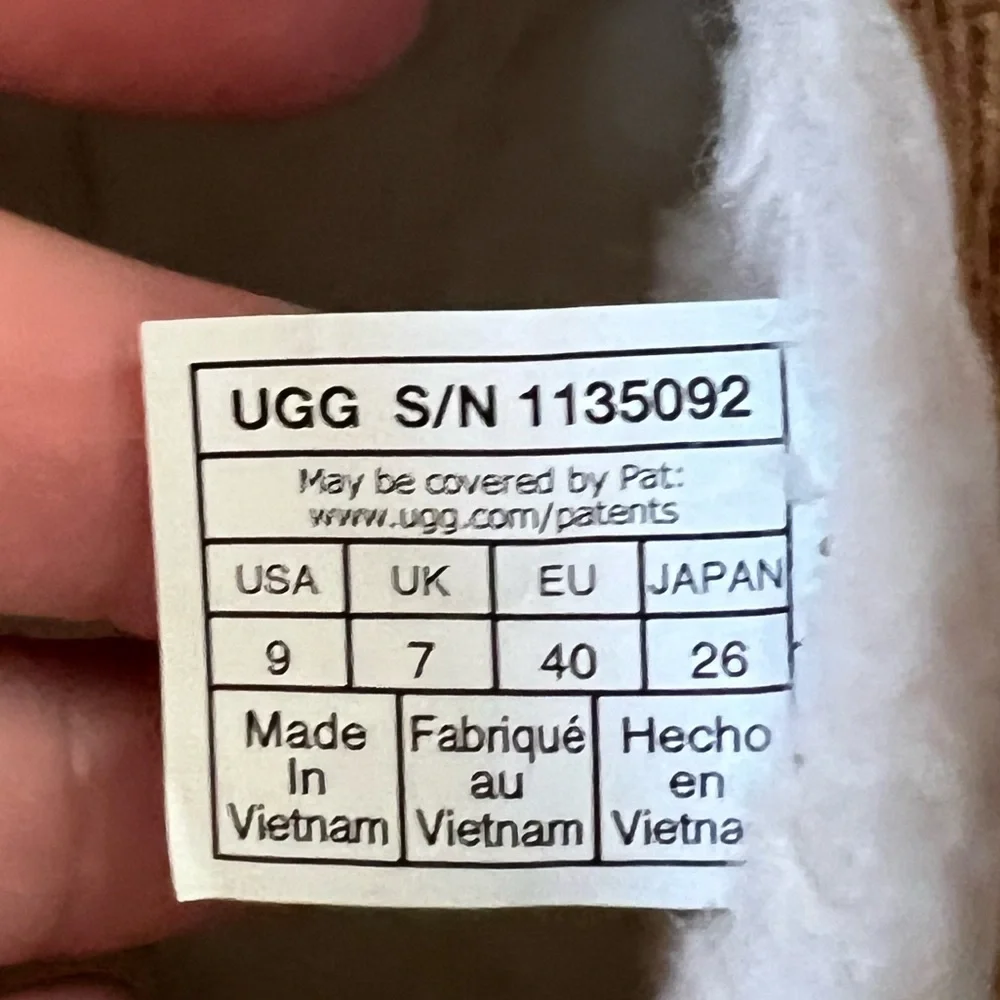 UGG S/N 1135092
May be covered by Pat:
www.ugg.com/patents
USA UK EU JAPAN
9 7 40 26
Made
In
Vietnam
Fabriqué
au
Vietnam
Hecho
en
Vietna